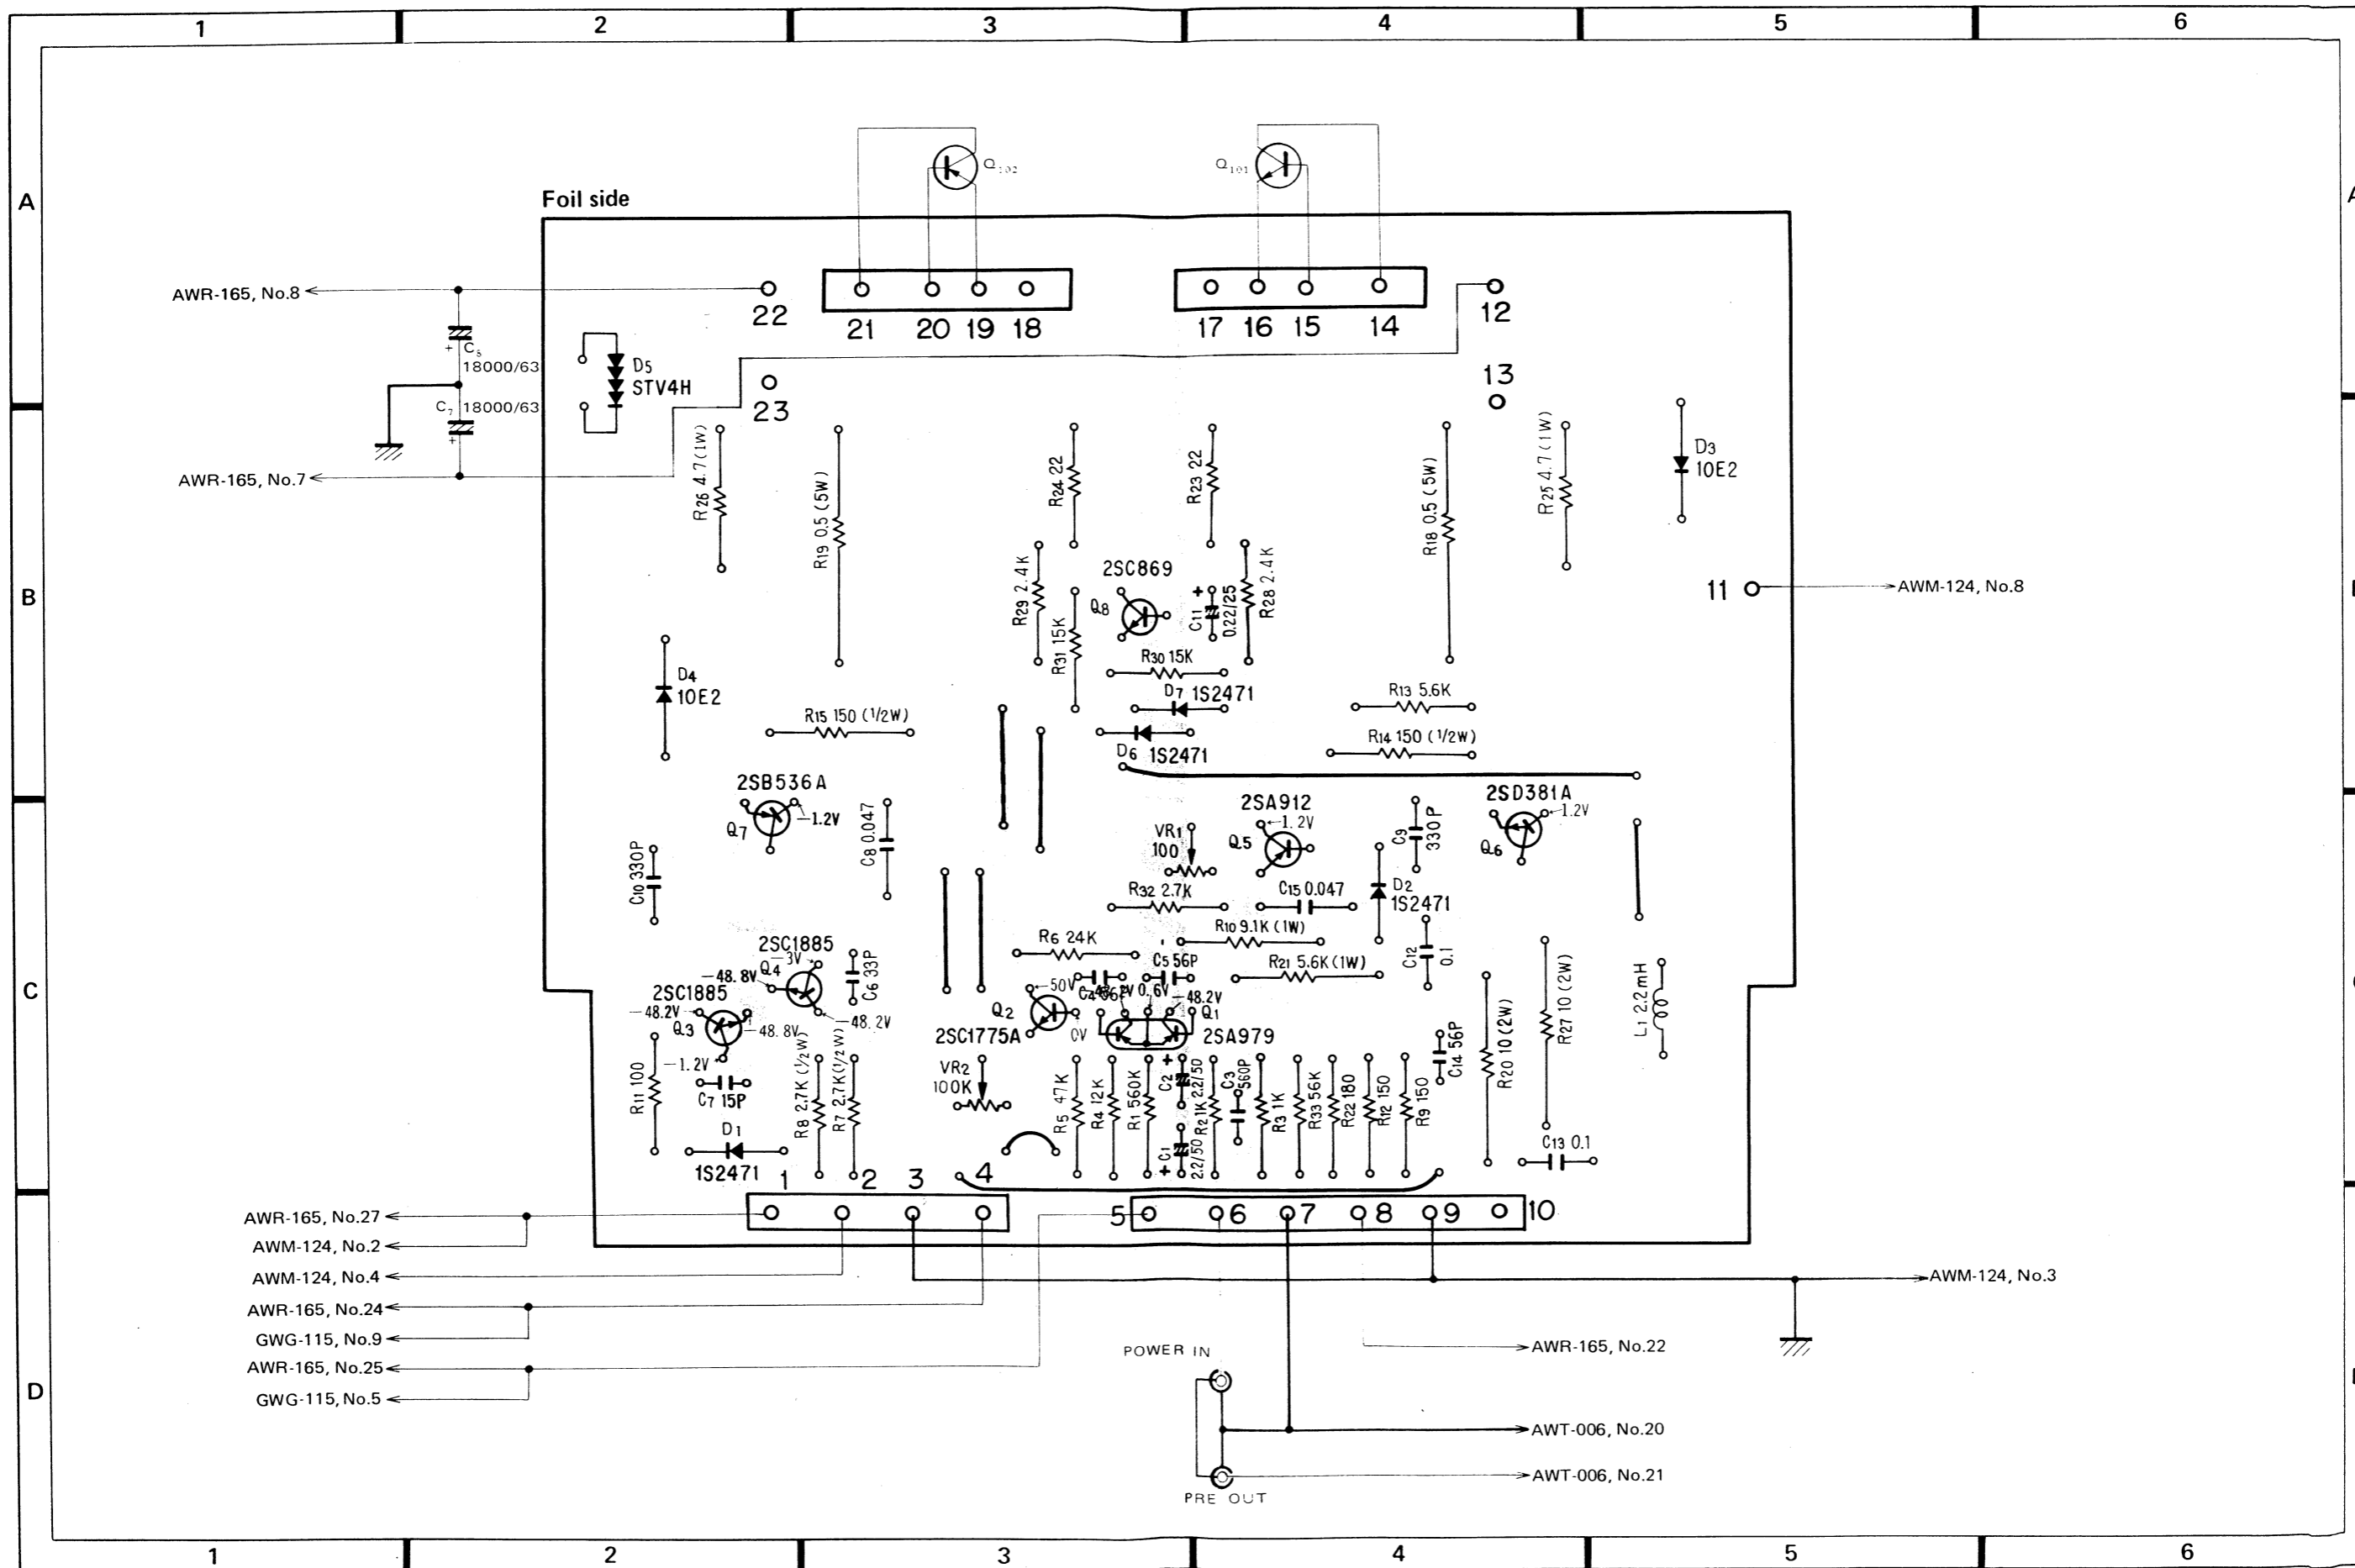 1 2 3 4 5 6
A
B
C
D
Foil side
Q102
Q101
AWR-165, No.8
22
21 20 19 18
17 16 15 14
12
13
23
+ C8
18000/63
C7 18000/63
+
D5
STV4H
AWR-165, No.7
R26 4.7 (1W)
R19 0.5 (5W)
R24 22
R23 22
R18 0.5 (5W)
R25 4.7 (1W)
D3
10E2
2SC869
Q8
R29 2.4K
R31 15K
+
C11
0.22/25
R28 2.4K
11
AWM-124, No.8
R30 15K
D7 1S2471
D6 1S2471
D4
10E2
R15 150 (1/2W)
R13 5.6K
R14 150 (1/2W)
2SB536A
Q7
—1.2V
C8 0.047
C10 330P
VR1
100
2SA912
Q5
1.2V
C9
330P
2SD381A
Q6
1.2V
R32 2.7K
C15 0.047
D2
1S2471
R10 9.1K (1W)
R6 24K
C5 56P
R21 5.6K (1W)
C12
0.1
2SC1885
—3V
Q4
—48.8V
—48.2V
C6 33P
2SC1885
—48.2V
Q3
—48.8V
—1.2V
Q2
50V
2SC1775A
0V
0.6V
—48.2V
Q1
2SA979
R11 100
C7 15P
D1
1S2471
R8 2.7K (1/2W)
R7 2.7K (1/2W)
VR2
100K
R5 47K
R4 12K
R1 560K
+
C2
2.2/50
C1
2.2/50
+
R2 1K
C3
560P
R3 1K
R33 56K
R22 180
R12 150
R9 150
C14 56P
R20 10 (2W)
R27 10 (2W)
L1 2.2mH
C13 0.1
1 2 3 4
5 6 7 8 9 10
AWR-165, No.27
AWM-124, No.2
AWM-124, No.4
AWR-165, No.24
GWG-115, No.9
AWR-165, No.25
GWG-115, No.5
AWM-124, No.3
POWER IN
AWR-165, No.22
AWT-006, No.20
AWT-006, No.21
PRE OUT
1 2 3 4 5 6